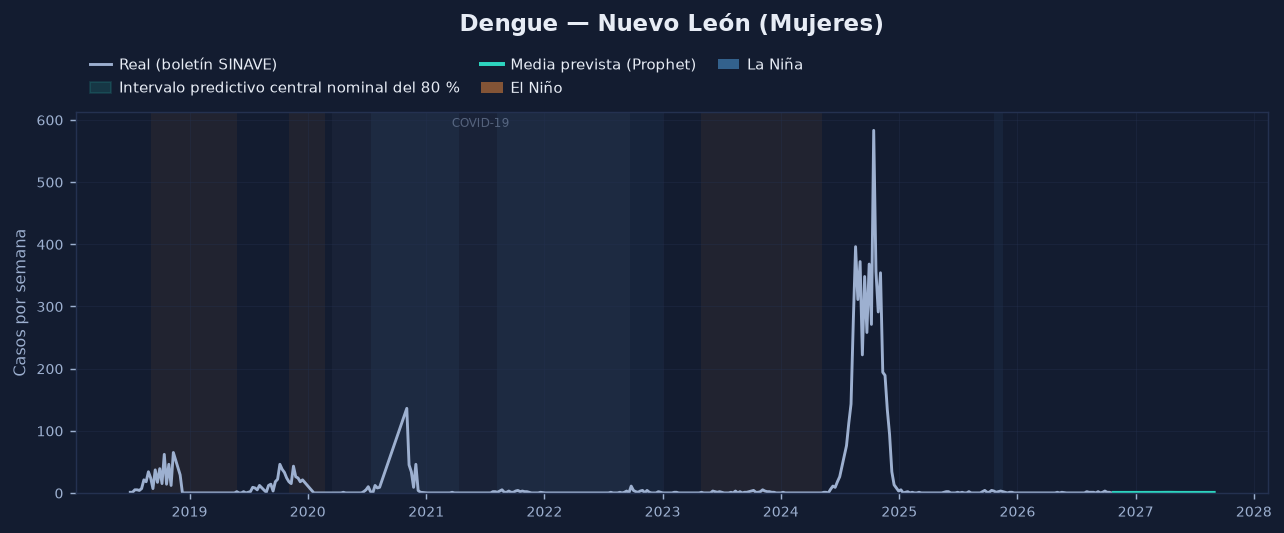 Dengue — Nuevo León (Mujeres)
Real (boletín SINAVE)
Media prevista (Prophet)
La Niña
Intervalo predictivo central nominal del 80 %
El Niño
COVID-19
Casos por semana
600
500
400
300
200
100
0
2019
2020
2021
2022
2023
2024
2025
2026
2027
2028